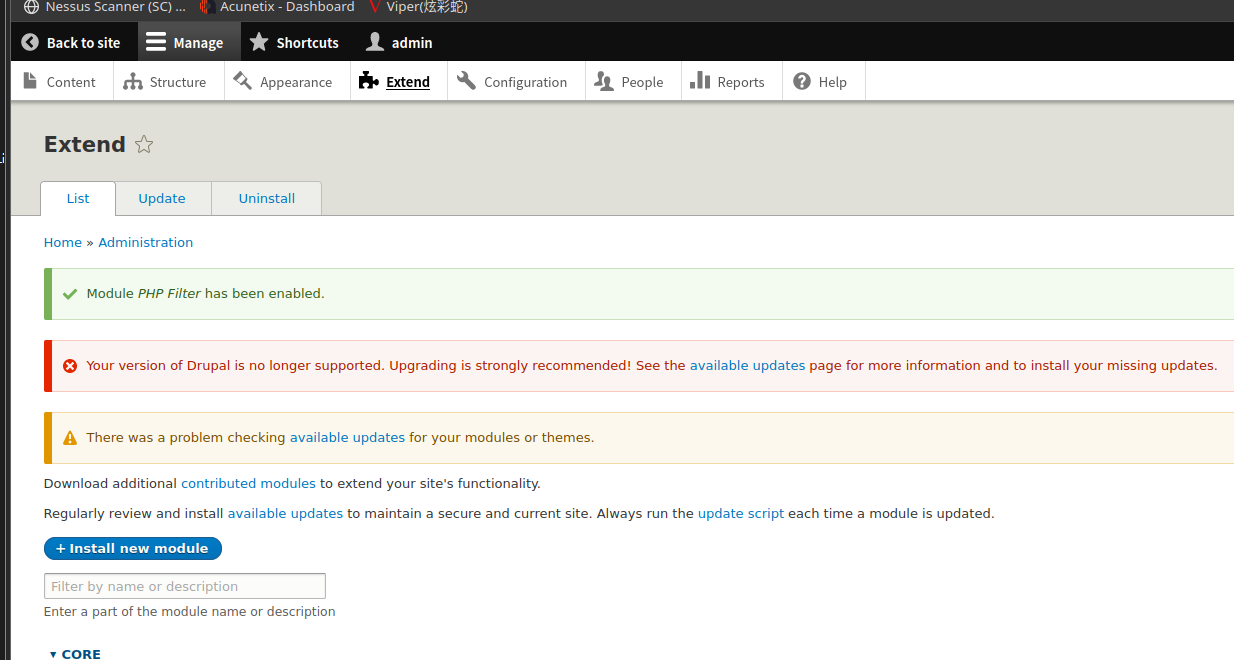 Nessus Scanner (SC) ... Acunetix - Dashboard Viper(炫彩蛇)
Back to site Manage Shortcuts admin
Content Structure Appearance Extend Configuration People Reports Help
Extend
List Update Uninstall
Home » Administration
Module PHP Filter has been enabled.
Your version of Drupal is no longer supported. Upgrading is strongly recommended! See the available updates page for more information and to install your missing updates.
There was a problem checking available updates for your modules or themes.
Download additional contributed modules to extend your site's functionality.
Regularly review and install available updates to maintain a secure and current site. Always run the update script each time a module is updated.
+ Install new module
Filter by name or description
Enter a part of the module name or description
▾ CORE